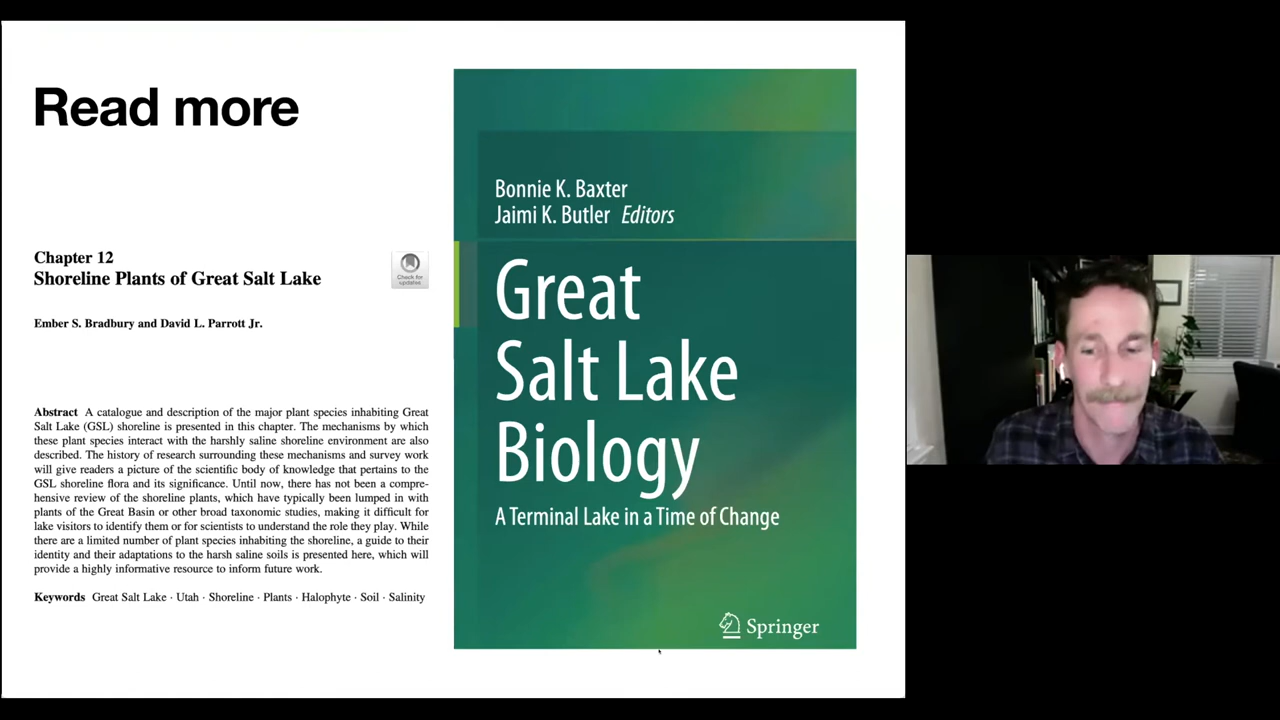 Read more
Chapter 12
Shoreline Plants of Great Salt Lake
Check for
updates
Ember S. Bradbury and David L. Parrott Jr.
Abstract A catalogue and description of the major plant species inhabiting Great
Salt Lake (GSL) shoreline is presented in this chapter. The mechanisms by which
these plant species interact with the harshly saline shoreline environment are also
described. The history of research surrounding these mechanisms and survey work
will give readers a picture of the scientific body of knowledge that pertains to the
GSL shoreline flora and its significance. Until now, there has not been a compre-
hensive review of the shoreline plants, which have typically been lumped in with
plants of the Great Basin or other broad taxonomic studies, making it difficult for
lake visitors to identify them or for scientists to understand the role they play. While
there are a limited number of plant species inhabiting the shoreline, a guide to their
identity and their adaptations to the harsh saline soils is presented here, which will
provide a highly informative resource to inform future work.
Keywords Great Salt Lake · Utah · Shoreline · Plants · Halophyte · Soil · Salinity
Bonnie K. Baxter
Jaimi K. Butler Editors
Great
Salt Lake
Biology
A Terminal Lake in a Time of Change
Springer